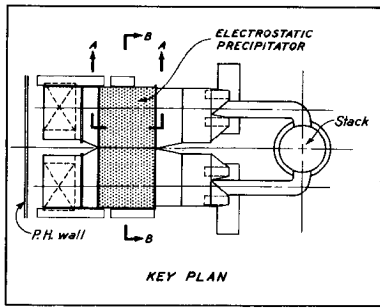 A B A
ELECTROSTATIC
PRECIPITATOR
Stack
P.H. wall
B
KEY PLAN